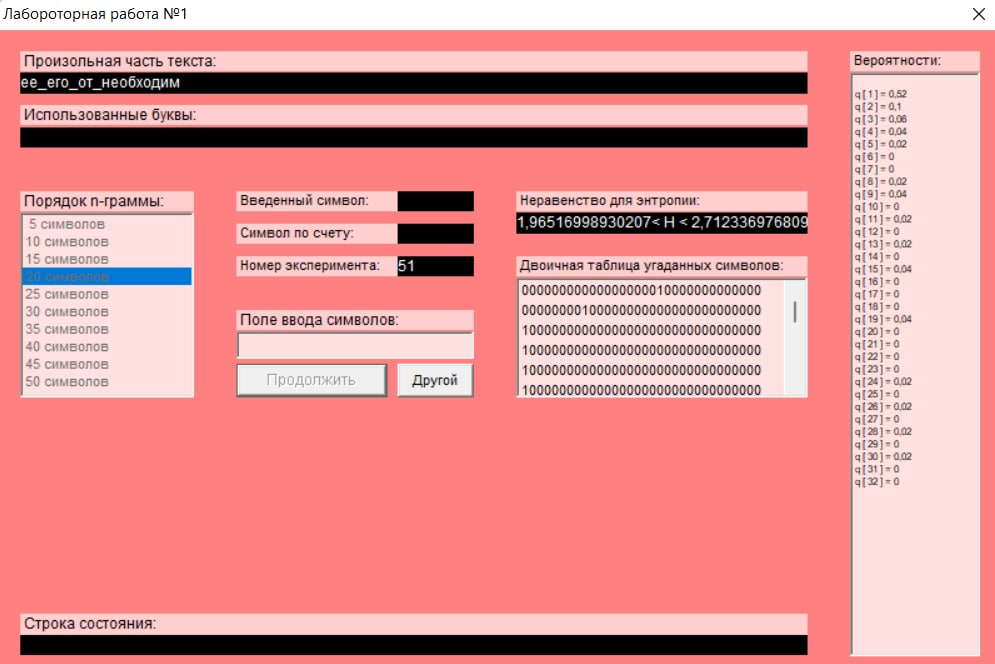 Лабороторная работа №1
Произольная часть текста:
ее_его_от_необходим
Использованные буквы:
Порядок n-граммы:
5 символов
10 символов
15 символов
20 символов
25 символов
30 символов
35 символов
40 символов
45 символов
50 символов
Введенный символ:
Символ по счету:
Номер эксперимента: 51
Поле ввода символов:
Продолжить
Другой
Неравенство для энтропии:
1,96516998930207< H < 2,712336976809
Двоичная таблица угаданных символов:
00000000000000000010000000000000
00000000100000000000000000000000
10000000000000000000000000000000
10000000000000000000000000000000
10000000000000000000000000000000
10000000000000000000000000000000
Вероятности:
q[ 1 ] = 0,52
q[ 2 ] = 0,1
q[ 3 ] = 0,06
q[ 4 ] = 0,04
q[ 5 ] = 0,02
q[ 6 ] = 0
q[ 7 ] = 0
q[ 8 ] = 0,02
q[ 9 ] = 0,04
q[ 10 ] = 0
q[ 11 ] = 0,02
q[ 12 ] = 0
q[ 13 ] = 0,02
q[ 14 ] = 0
q[ 15 ] = 0,04
q[ 16 ] = 0
q[ 17 ] = 0
q[ 18 ] = 0
q[ 19 ] = 0,04
q[ 20 ] = 0
q[ 21 ] = 0
q[ 22 ] = 0
q[ 23 ] = 0
q[ 24 ] = 0,02
q[ 25 ] = 0
q[ 26 ] = 0,02
q[ 27 ] = 0
q[ 28 ] = 0,02
q[ 29 ] = 0
q[ 30 ] = 0,02
q[ 31 ] = 0
q[ 32 ] = 0
Строка состояния: